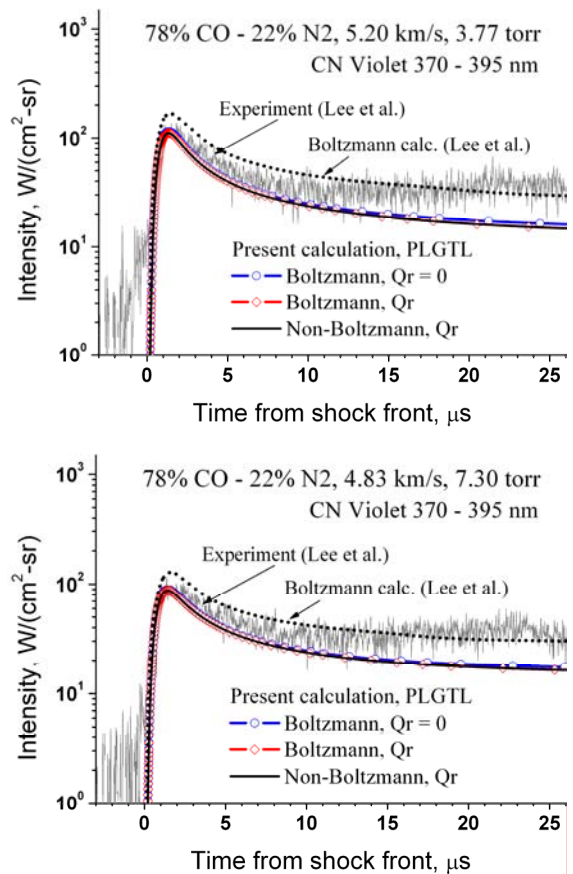 78% CO - 22% N2, 5.20 km/s, 3.77 torr
CN Violet 370 - 395 nm
Experiment (Lee et al.)
Boltzmann calc. (Lee et al.)
Present calculation, PLGTL
Boltzmann, Qr = 0
Boltzmann, Qr
Non-Boltzmann, Qr
Intensity, W/(cm²-sr)
10³
10²
10¹
10⁰
0 5 10 15 20 25
Time from shock front, μs
78% CO - 22% N2, 4.83 km/s, 7.30 torr
CN Violet 370 - 395 nm
Experiment (Lee et al.)
Boltzmann calc. (Lee et al.)
Present calculation, PLGTL
Boltzmann, Qr = 0
Boltzmann, Qr
Non-Boltzmann, Qr
Intensity, W/(cm²-sr)
10³
10²
10¹
10⁰
0 5 10 15 20 25
Time from shock front, μs